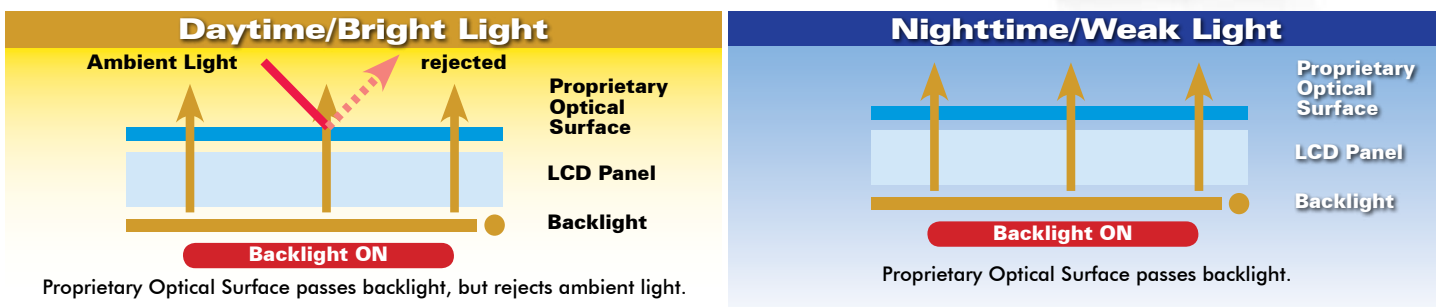 Daytime/Bright Light
Ambient Light
rejected
Proprietary
Optical
Surface
LCD Panel
Backlight
Backlight ON
Proprietary Optical Surface passes backlight, but rejects ambient light.
Nighttime/Weak Light
Proprietary
Optical
Surface
LCD Panel
Backlight
Backlight ON
Proprietary Optical Surface passes backlight.